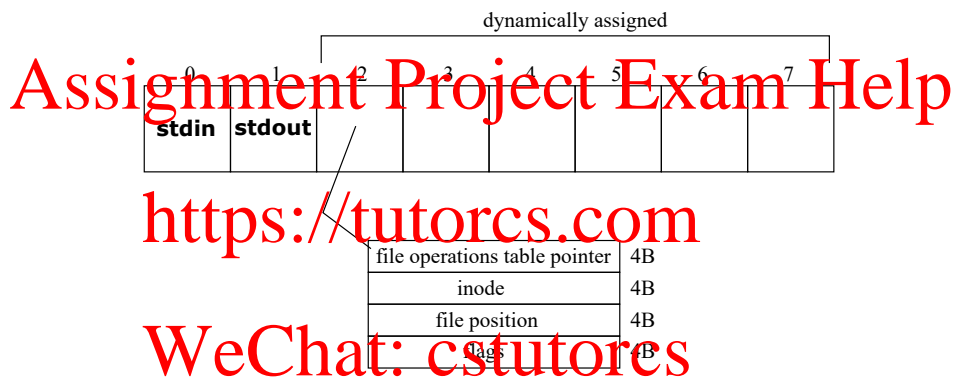 dynamically assigned
0 1 2 3 4 5 6 7
Assignment Project Exam Help
stdin stdout
https://tutorcs.com
file operations table pointer 4B
inode 4B
file position 4B
WeChat: cstutorcs
flags 4B